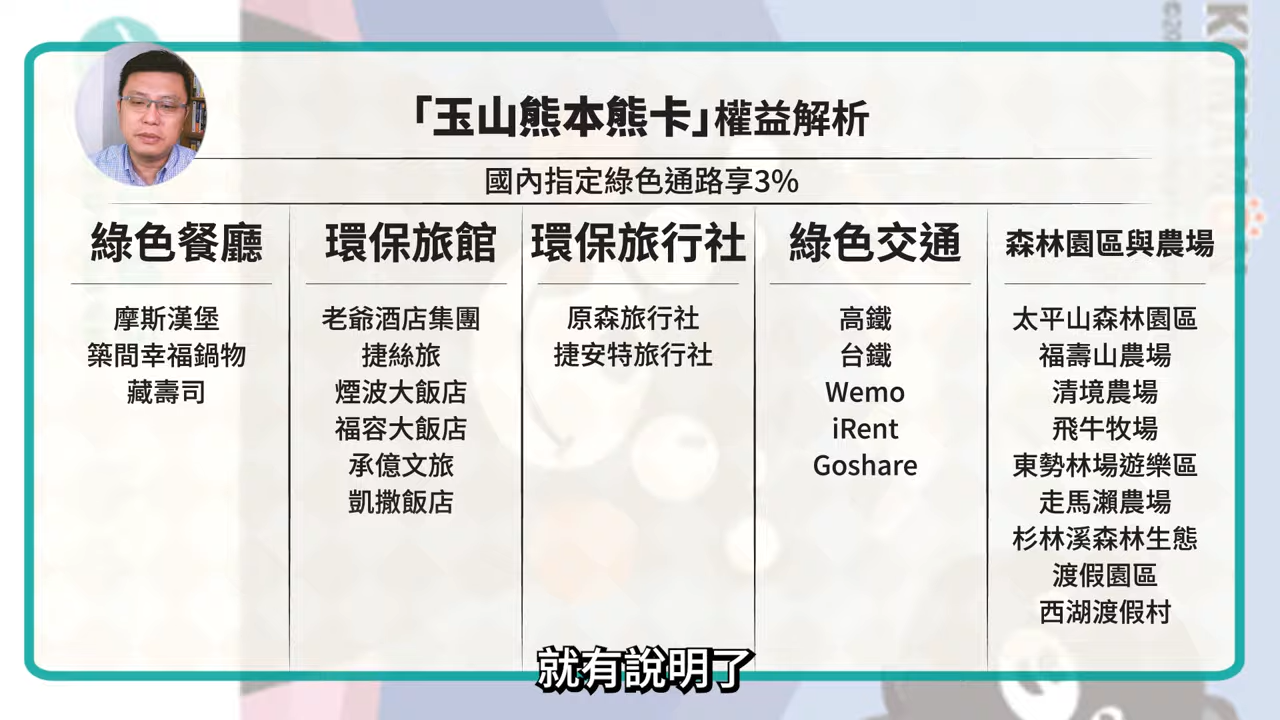 「玉山熊本熊卡」權益解析
國內指定綠色通路享3%
綠色餐廳
摩斯漢堡
築間幸福鍋物
藏壽司
環保旅館
老爺酒店集團
捷絲旅
煙波大飯店
福容大飯店
承億文旅
凱撒飯店
環保旅行社
原森旅行社
捷安特旅行社
綠色交通
高鐵
台鐵
Wemo
iRent
Goshare
森林園區與農場
太平山森林園區
福壽山農場
清境農場
飛牛牧場
東勢林場遊樂區
走馬瀨農場
杉林溪森林生態
渡假園區
西湖渡假村
就有說明了